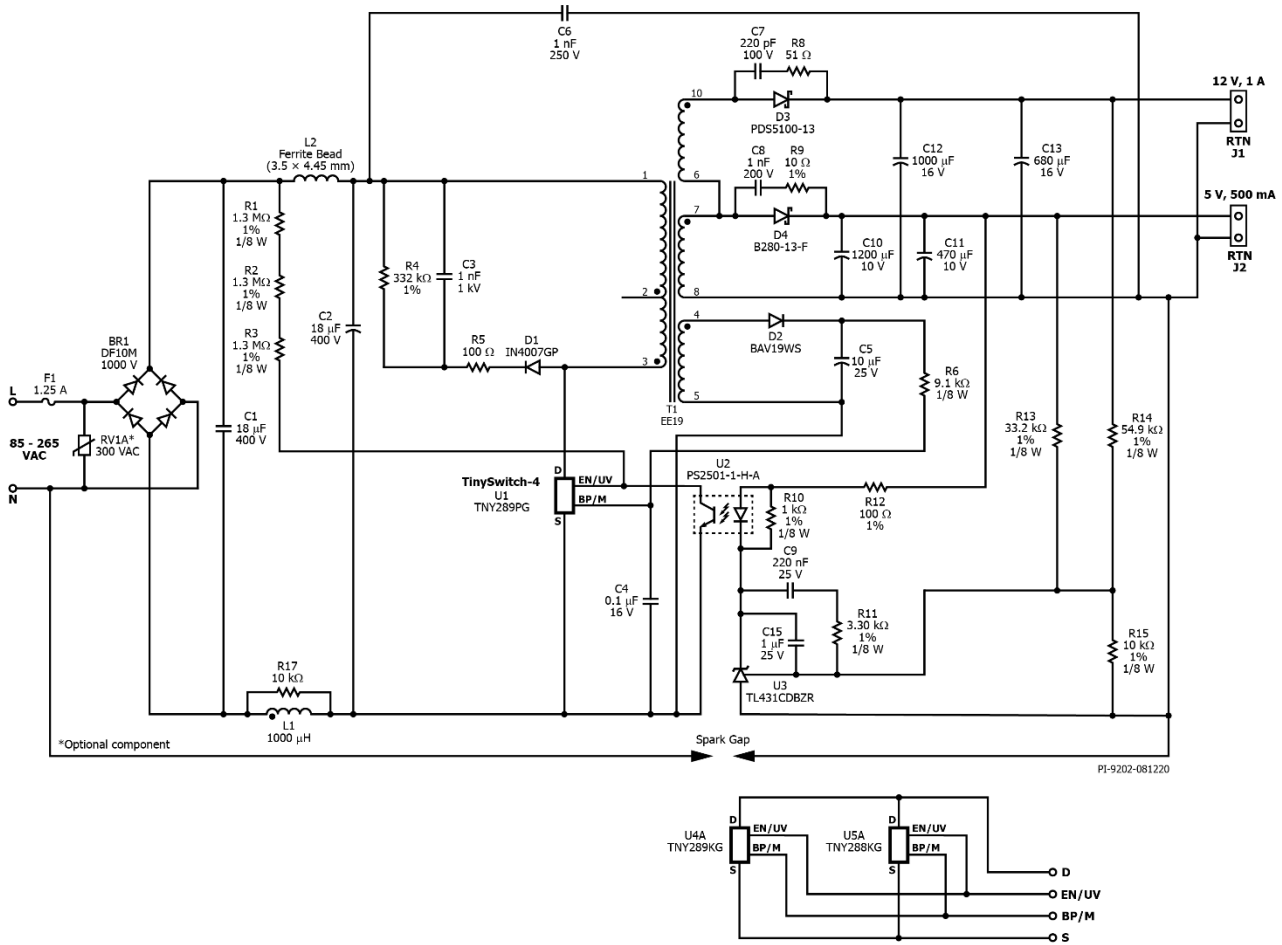 C6
1 nF
250 V
C7
220 pF
100 V
R8
51 Ω
10
D3
PDS5100-13
12 V, 1 A
RTN
J1
L2
Ferrite Bead
(3.5 × 4.45 mm)
C8
1 nF
200 V
R9
10 Ω
1%
C12
1000 µF
16 V
C13
680 µF
16 V
1
6
7
5 V, 500 mA
R1
1.3 MΩ
1%
1/8 W
D4
B280-13-F
RTN
J2
R4
332 kΩ
1%
C3
1 nF
1 kV
C10
1200 µF
10 V
C11
470 µF
10 V
R2
1.3 MΩ
1%
1/8 W
2
8
C2
18 µF
400 V
4
BR1
DF10M
1000 V
R3
1.3 MΩ
1%
1/8 W
R5
100 Ω
D1
IN4007GP
3
D2
BAV19WS
C5
10 µF
25 V
R6
9.1 kΩ
1/8 W
F1
1.25 A
L
5
T1
EE19
C1
18 µF
400 V
R13
33.2 kΩ
1%
1/8 W
R14
54.9 kΩ
1%
1/8 W
85 - 265
VAC
RV1A*
300 VAC
U2
PS2501-1-H-A
N
TinySwitch-4
U1
TNY289PG
D
EN/UV
BP/M
S
R10
1 kΩ
1%
1/8 W
R12
100 Ω
1%
C9
220 nF
25 V
C4
0.1 µF
16 V
R11
3.30 kΩ
1%
1/8 W
C15
1 µF
25 V
R15
10 kΩ
1%
1/8 W
R17
10 kΩ
U3
TL431CDBZR
L1
1000 µH
*Optional component
Spark Gap
PI-9202-081220
U4A
TNY289KG
D
EN/UV
BP/M
S
U5A
TNY288KG
D
EN/UV
BP/M
S
D
EN/UV
BP/M
S